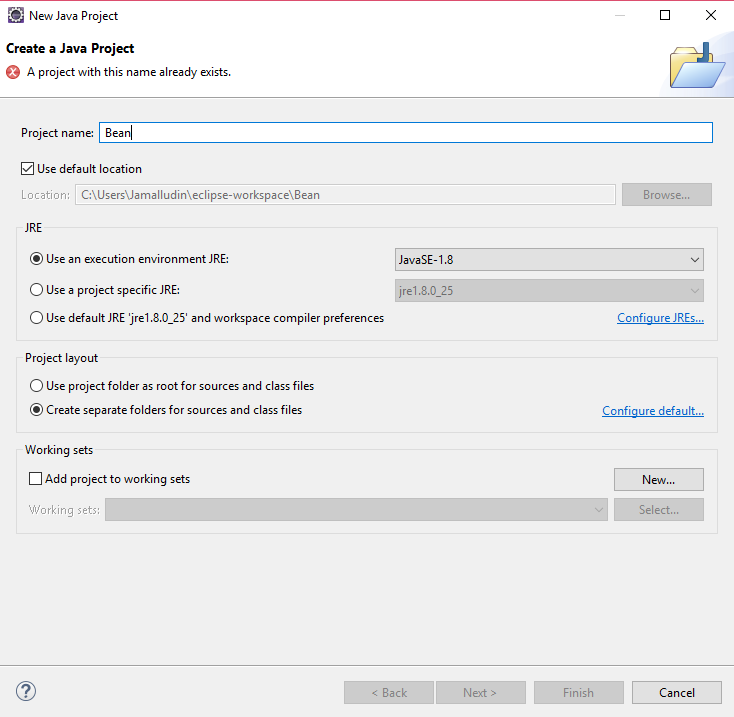 New Java Project
Create a Java Project
A project with this name already exists.
Project name: Bean
Use default location
Location: C:\Users\Jamalludin\eclipse-workspace\Bean Browse...
JRE
Use an execution environment JRE: JavaSE-1.8
Use a project specific JRE: jre1.8.0_25
Use default JRE 'jre1.8.0_25' and workspace compiler preferences Configure JREs...
Project layout
Use project folder as root for sources and class files
Create separate folders for sources and class files Configure default...
Working sets
Add project to working sets New...
Working sets: Select...
? < Back Next > Finish Cancel